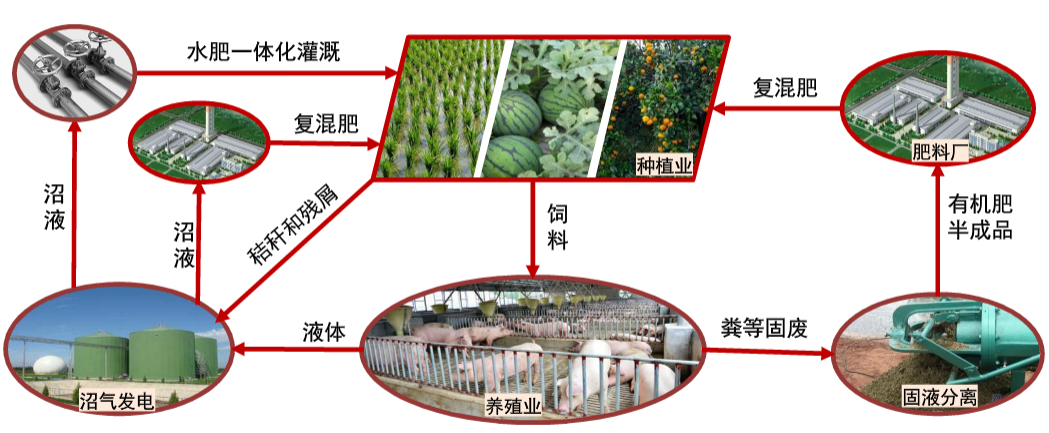 水肥一体化灌溉
复混肥
复混肥
种植业
肥料厂
沼
液
沼
液
秸秆和残屑
饲
料
有机肥
半成品
液体
粪等固废
沼气发电
养殖业
固液分离